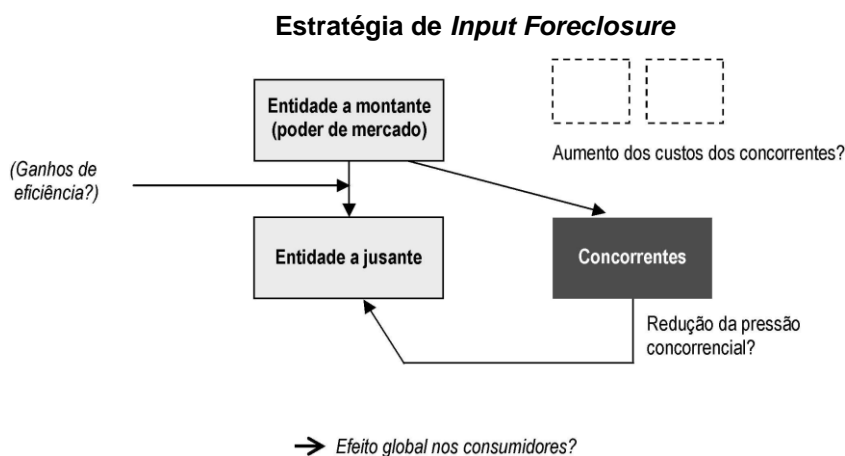 Estratégia de Input Foreclosure
Entidade a montante
(poder de mercado)
Aumento dos custos dos concorrentes?
(Ganhos de
eficiência?)
Entidade a jusante
Concorrentes
Redução da pressão
concorrencial?
Efeito global nos consumidores?